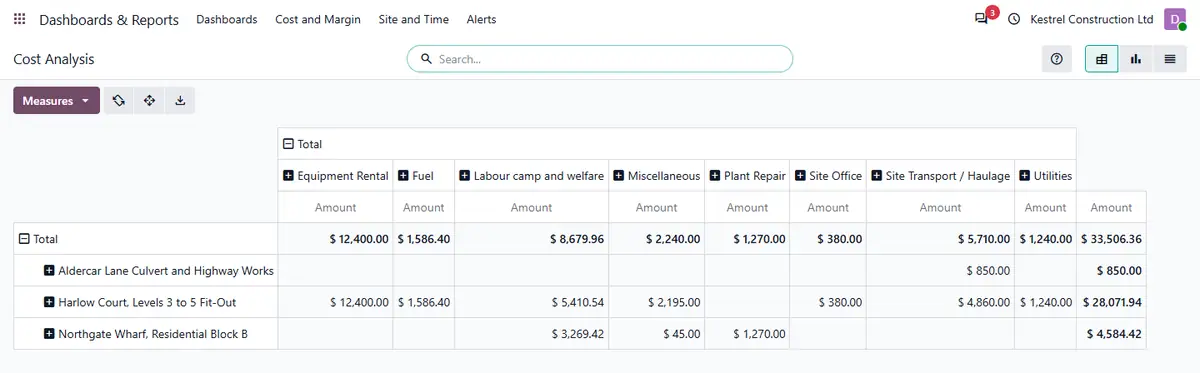 Dashboards & Reports Dashboards Cost and Margin Site and Time Alerts 3 Kestrel Construction Ltd D
Cost Analysis Search...
Measures
Total
Equipment Rental Fuel Labour camp and welfare Miscellaneous Plant Repair Site Office Site Transport / Haulage Utilities
Amount Amount Amount Amount Amount Amount Amount Amount Amount
Total $ 12,400.00 $ 1,586.40 $ 8,679.96 $ 2,240.00 $ 1,270.00 $ 380.00 $ 5,710.00 $ 1,240.00 $ 33,506.36
Aldercar Lane Culvert and Highway Works $ 850.00 $ 850.00
Harlow Court, Levels 3 to 5 Fit-Out $ 12,400.00 $ 1,586.40 $ 5,410.54 $ 2,195.00 $ 380.00 $ 4,860.00 $ 1,240.00 $ 28,071.94
Northgate Wharf, Residential Block B $ 3,269.42 $ 45.00 $ 1,270.00 $ 4,584.42